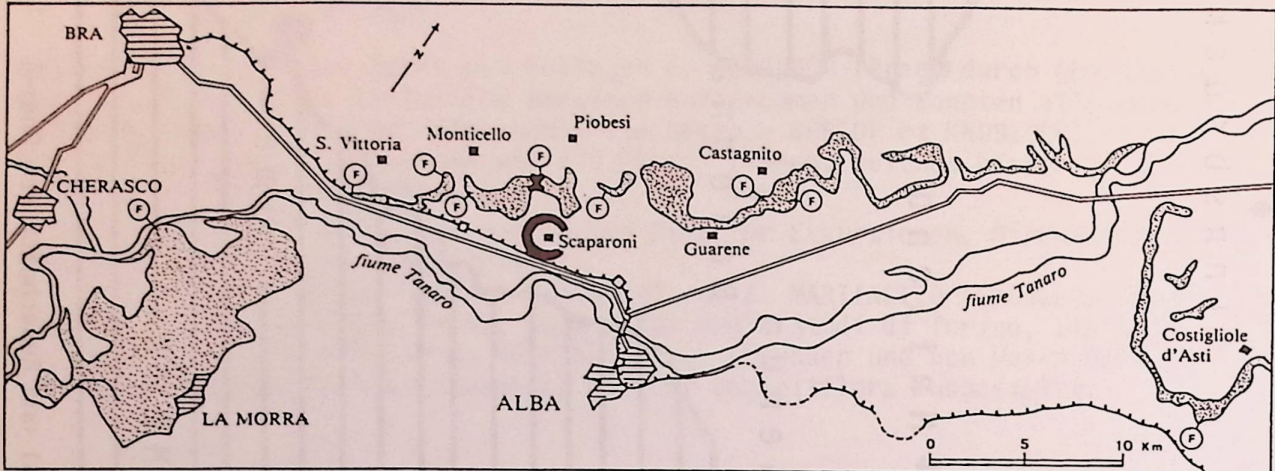 BRA
N
S. Vittoria
Monticello
Piobesi
Castagnito
F
F
F
F
F
F
F
F
F
CHERASCO
Scaparoni
Guarene
fiume Tanaro
fiume Tanaro
Costigliole
d'Asti
LA MORRA
ALBA
0 5 10 Km